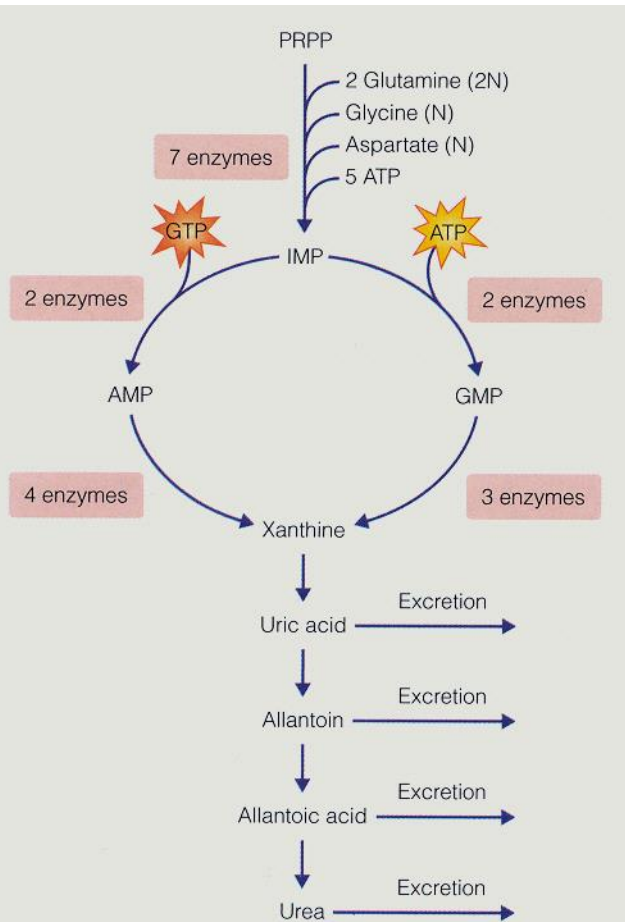 PRPP
2 Glutamine (2N)
Glycine (N)
Aspartate (N)
7 enzymes
5 ATP
GTP
ATP
IMP
2 enzymes
2 enzymes
AMP
GMP
4 enzymes
3 enzymes
Xanthine
Excretion
Uric acid
Excretion
Allantoin
Excretion
Allantoic acid
Excretion
Urea